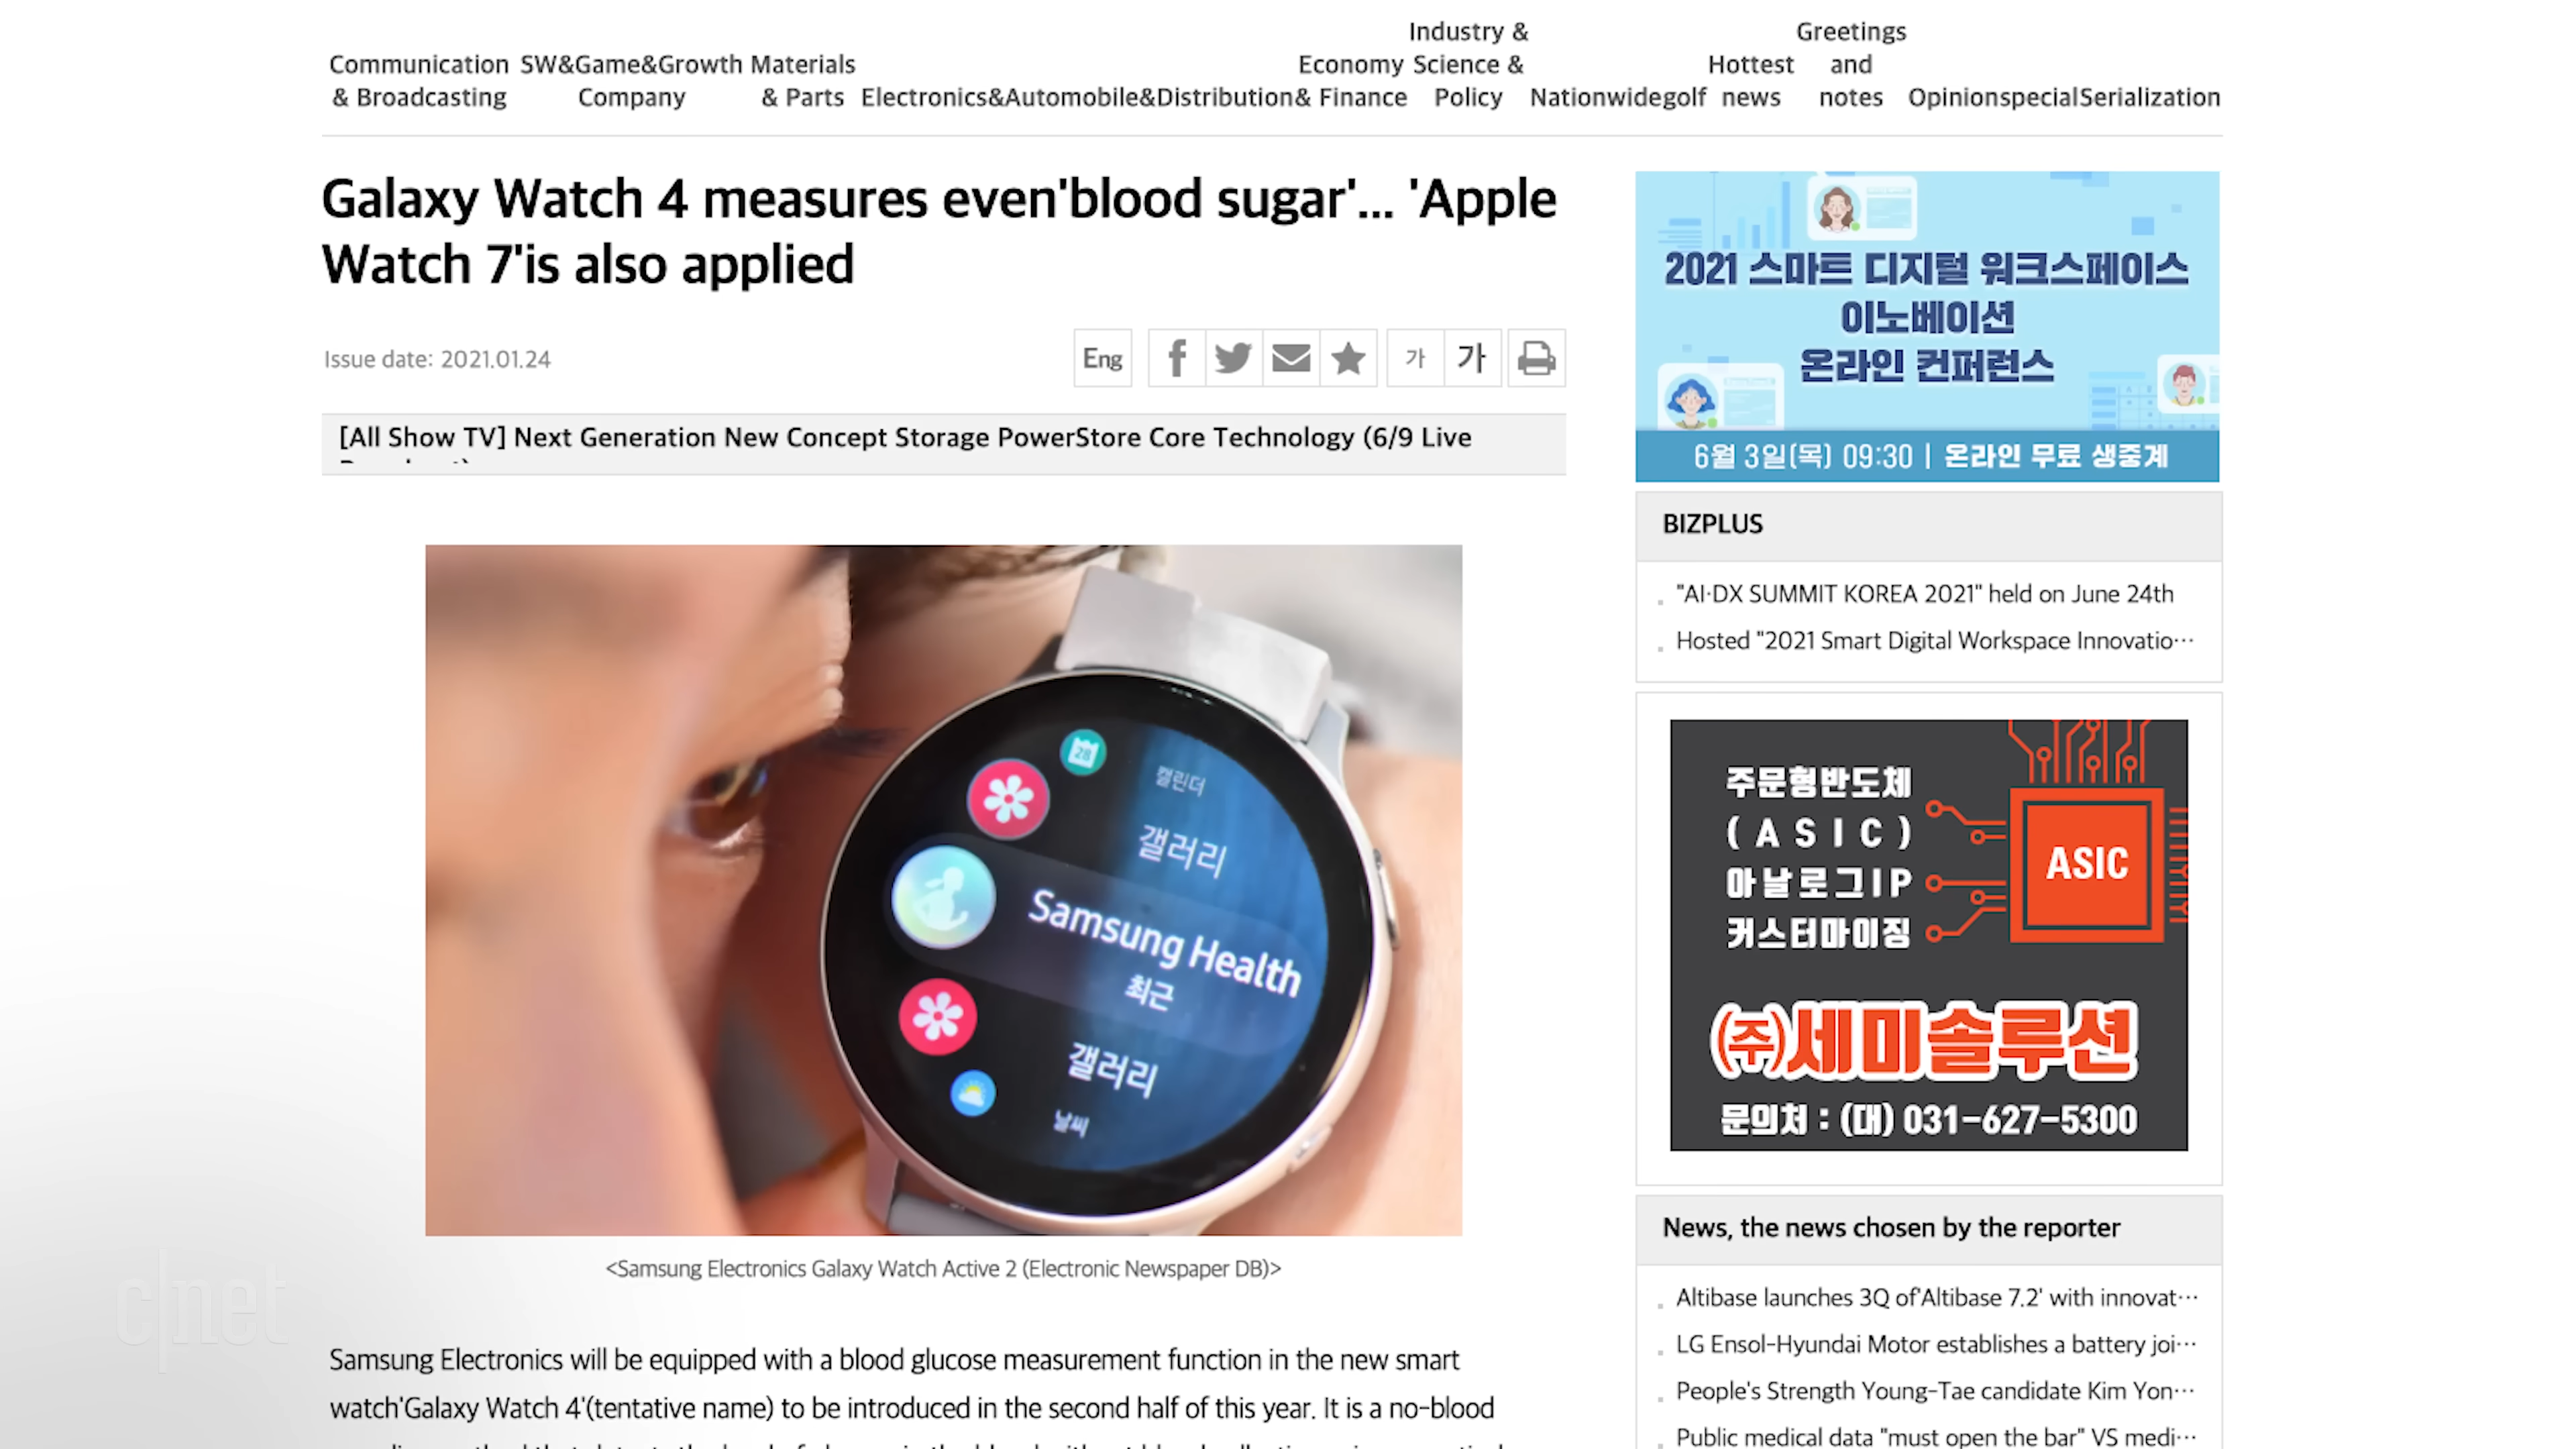 Industry &
Greetings
Communication SW&Game&Growth Materials
Economy Science &
Hottest
and
& Broadcasting
Company
& Parts
Electronics&Automobile&Distribution& Finance
Policy
Nationwidegolf
news
notes
OpinionspecialSerialization
Galaxy Watch 4 measures even'blood sugar'... 'Apple
Watch 7'is also applied
Issue date: 2021.01.24
Eng
가
가
[All Show TV] Next Generation New Concept Storage PowerStore Core Technology (6/9 Live
28
캘린더
갤러리
Samsung Health
최근
갤러리
날씨
<Samsung Electronics Galaxy Watch Active 2 (Electronic Newspaper DB)>
Samsung Electronics will be equipped with a blood glucose measurement function in the new smart
watch'Galaxy Watch 4'(tentative name) to be introduced in the second half of this year. It is a no-blood
2021 스마트 디지털 워크스페이스
이노베이션
온라인 컨퍼런스
6월 3일(목) 09:30 | 온라인 무료 생중계
BIZPLUS
"AI·DX SUMMIT KOREA 2021" held on June 24th
Hosted "2021 Smart Digital Workspace Innovatio···
주문형반도체
(ASIC)
아날로그IP
커스터마이징
ASIC
㈜세미솔루션
문의처 : (대) 031-627-5300
News, the news chosen by the reporter
Altibase launches 3Q of'Altibase 7.2' with innovat···
LG Ensol-Hyundai Motor establishes a battery joi···
People's Strength Young-Tae candidate Kim Yon···
Public medical data "must open the bar" VS medi···
c|net